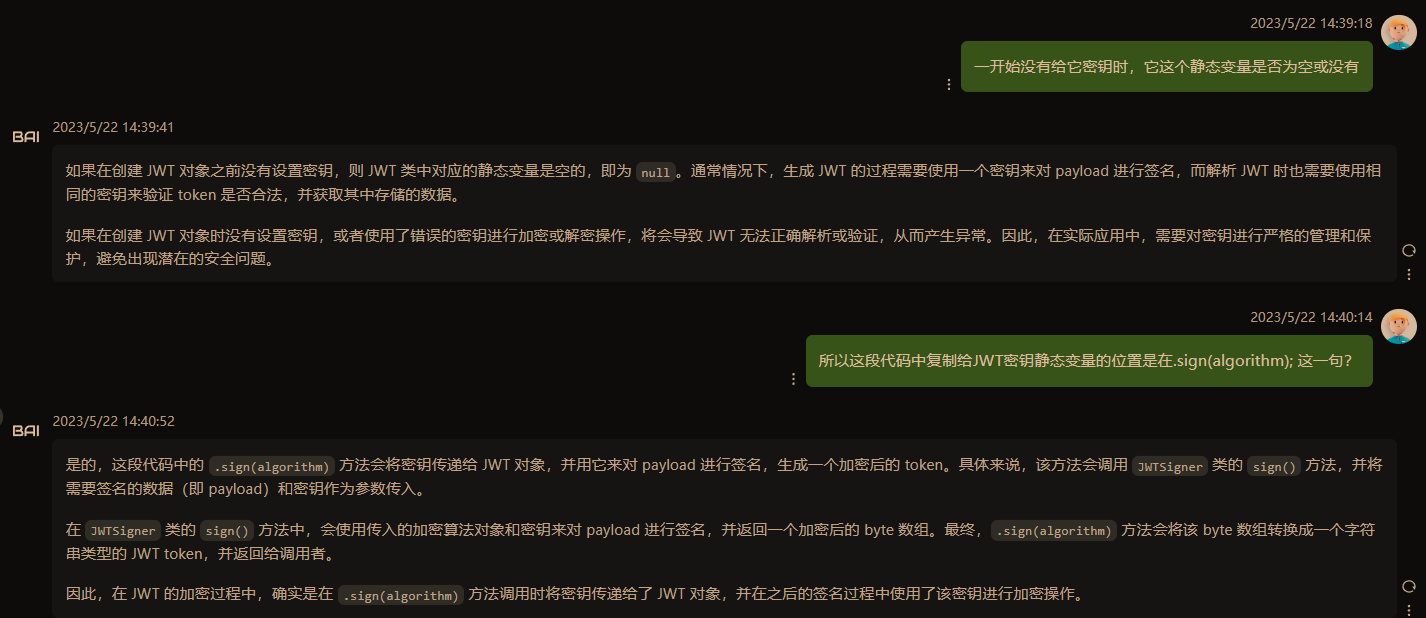 2023/5/22 14:39:18
一开始没有给它密钥时，它这个静态变量是否为空或没有
BAI
2023/5/22 14:39:41
如果在创建 JWT 对象之前没有设置密钥，则 JWT 类中对应的静态变量是空的，即为 null。通常情况下，生成 JWT 的过程需要使用一个密钥来对 payload 进行签名，而解析 JWT 时也需要使用相
同的密钥来验证 token 是否合法，并获取其中存储的数据。
如果在创建 JWT 对象时没有设置密钥，或者使用了错误的密钥进行加密或解密操作，将会导致 JWT 无法正确解析或验证，从而产生异常。因此，在实际应用中，需要对密钥进行严格的管理和保
护，避免出现潜在的安全问题。
2023/5/22 14:40:14
所以这段代码中复制给JWT密钥静态变量的位置是在.sign(algorithm); 这一句？
BAI
2023/5/22 14:40:52
是的，这段代码中的 .sign(algorithm) 方法会将密钥传递给 JWT 对象，并用它来对 payload 进行签名，生成一个加密后的 token。具体来说，该方法会调用 JWTSigner 类的 sign() 方法，并将
需要签名的数据（即 payload）和密钥作为参数传入。
在 JWTSigner 类的 sign() 方法中，会使用传入的加密算法对象和密钥来对 payload 进行签名，并返回一个加密后的 byte 数组。最终，.sign(algorithm) 方法会将该 byte 数组转换成一个字符
串类型的 JWT token，并返回给调用者。
因此，在 JWT 的加密过程中，确实是在 .sign(algorithm) 方法调用时将密钥传递给了 JWT 对象，并在之后的签名过程中使用了该密钥进行加密操作。